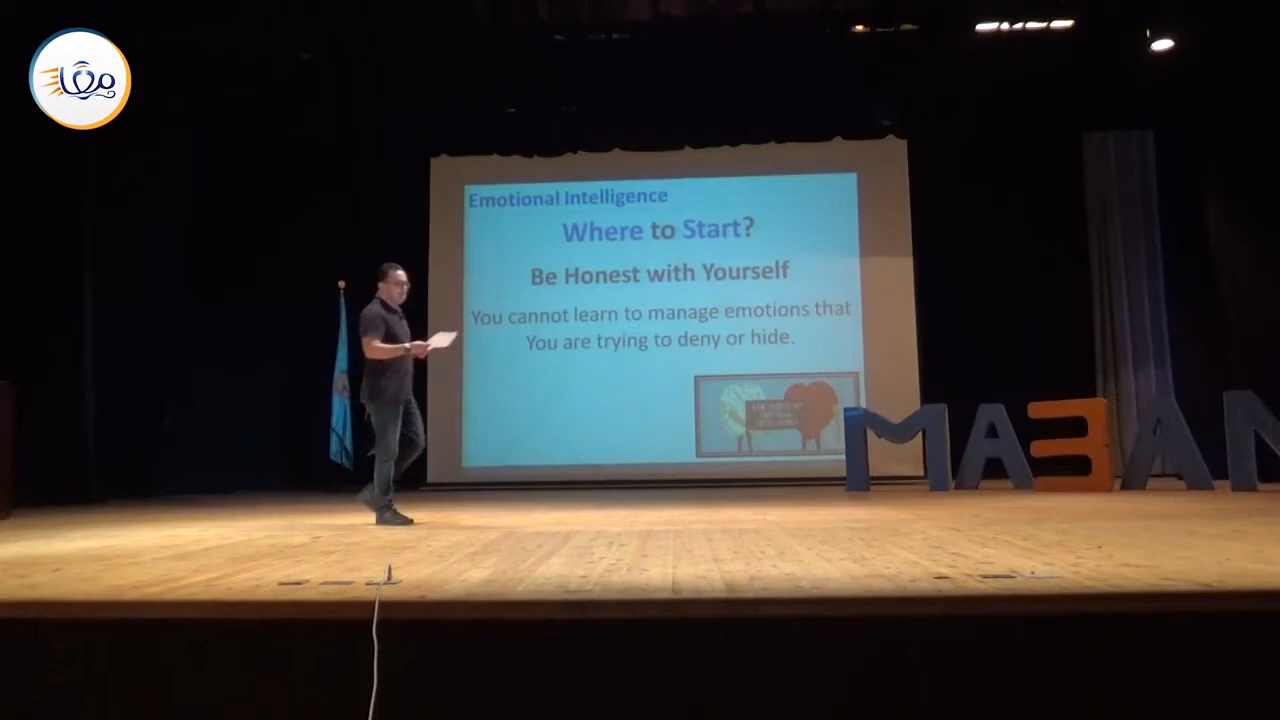 معا
Emotional Intelligence
Where to Start?
Be Honest with Yourself
You cannot learn to manage emotions that
You are trying to deny or hide.
MA3AN